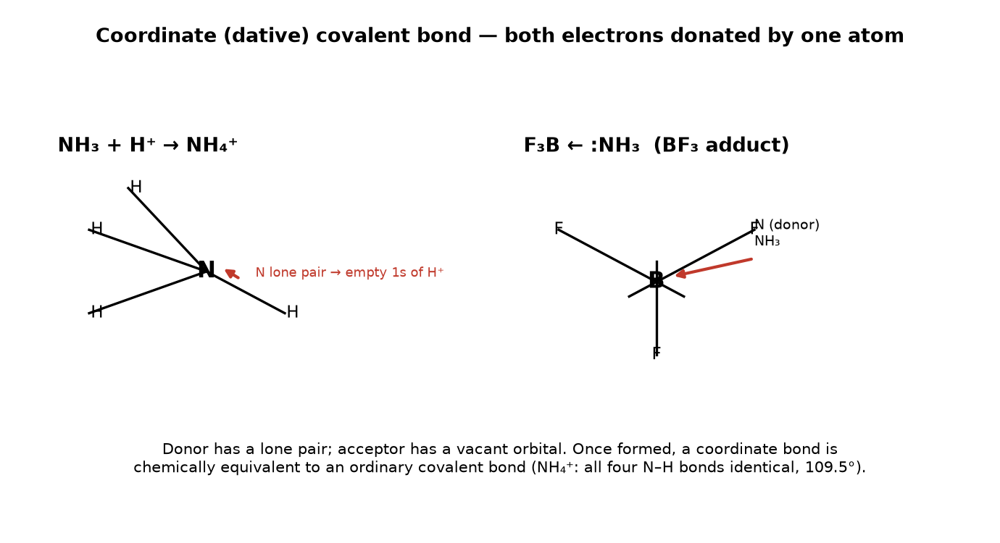 Coordinate (dative) covalent bond — both electrons donated by one atom
NH₃ + H⁺ → NH₄⁺
F₃B ← :NH₃  (BF₃ adduct)
H
H
N
N lone pair → empty 1s of H⁺
H
H
F
F
N (donor)
NH₃
B
F
Donor has a lone pair; acceptor has a vacant orbital. Once formed, a coordinate bond is
chemically equivalent to an ordinary covalent bond (NH₄⁺: all four N–H bonds identical, 109.5°).